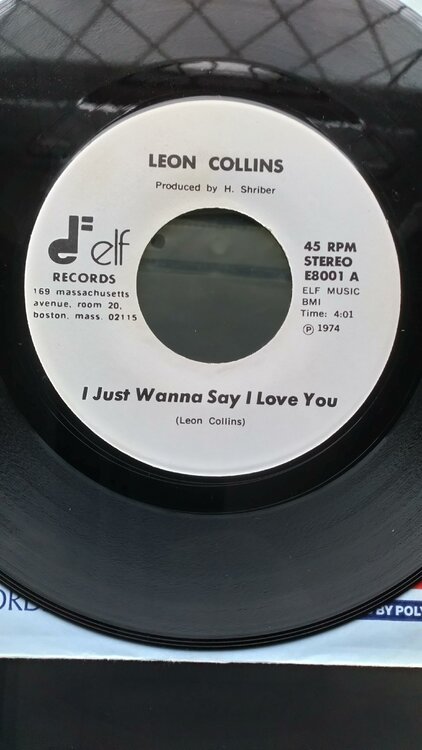 LEON COLLINS
Produced by H. Shriber
elf
RECORDS
169 massachusetts
avenue, room 20,
boston, mass. 02115
45 RPM
STEREO
E8001 A
ELF MUSIC
BMI
Time: 4:01
℗ 1974
I Just Wanna Say I Love You
(Leon Collins)
BY